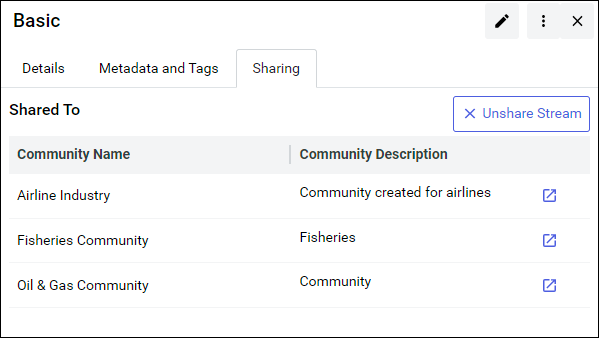 Basic
Details Metadata and Tags Sharing
Shared To Unshare Stream
Community Name Community Description
Airline Industry Community created for airlines
Fisheries Community Fisheries
Oil & Gas Community Community